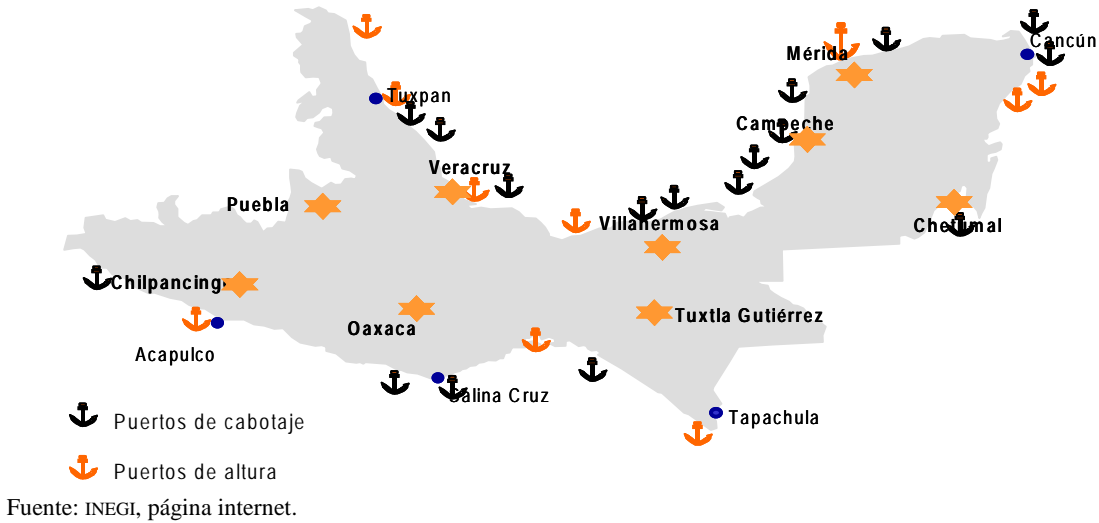 Cancún
Mérida
Tuxpan
Campeche
Veracruz
Puebla
Villahermosa
Chetumal
Chilpancingo
Tuxtla Gutiérrez
Oaxaca
Acapulco
Salina Cruz
Puertos de cabotaje
Tapachula
Puertos de altura
Fuente: INEGI, página internet.